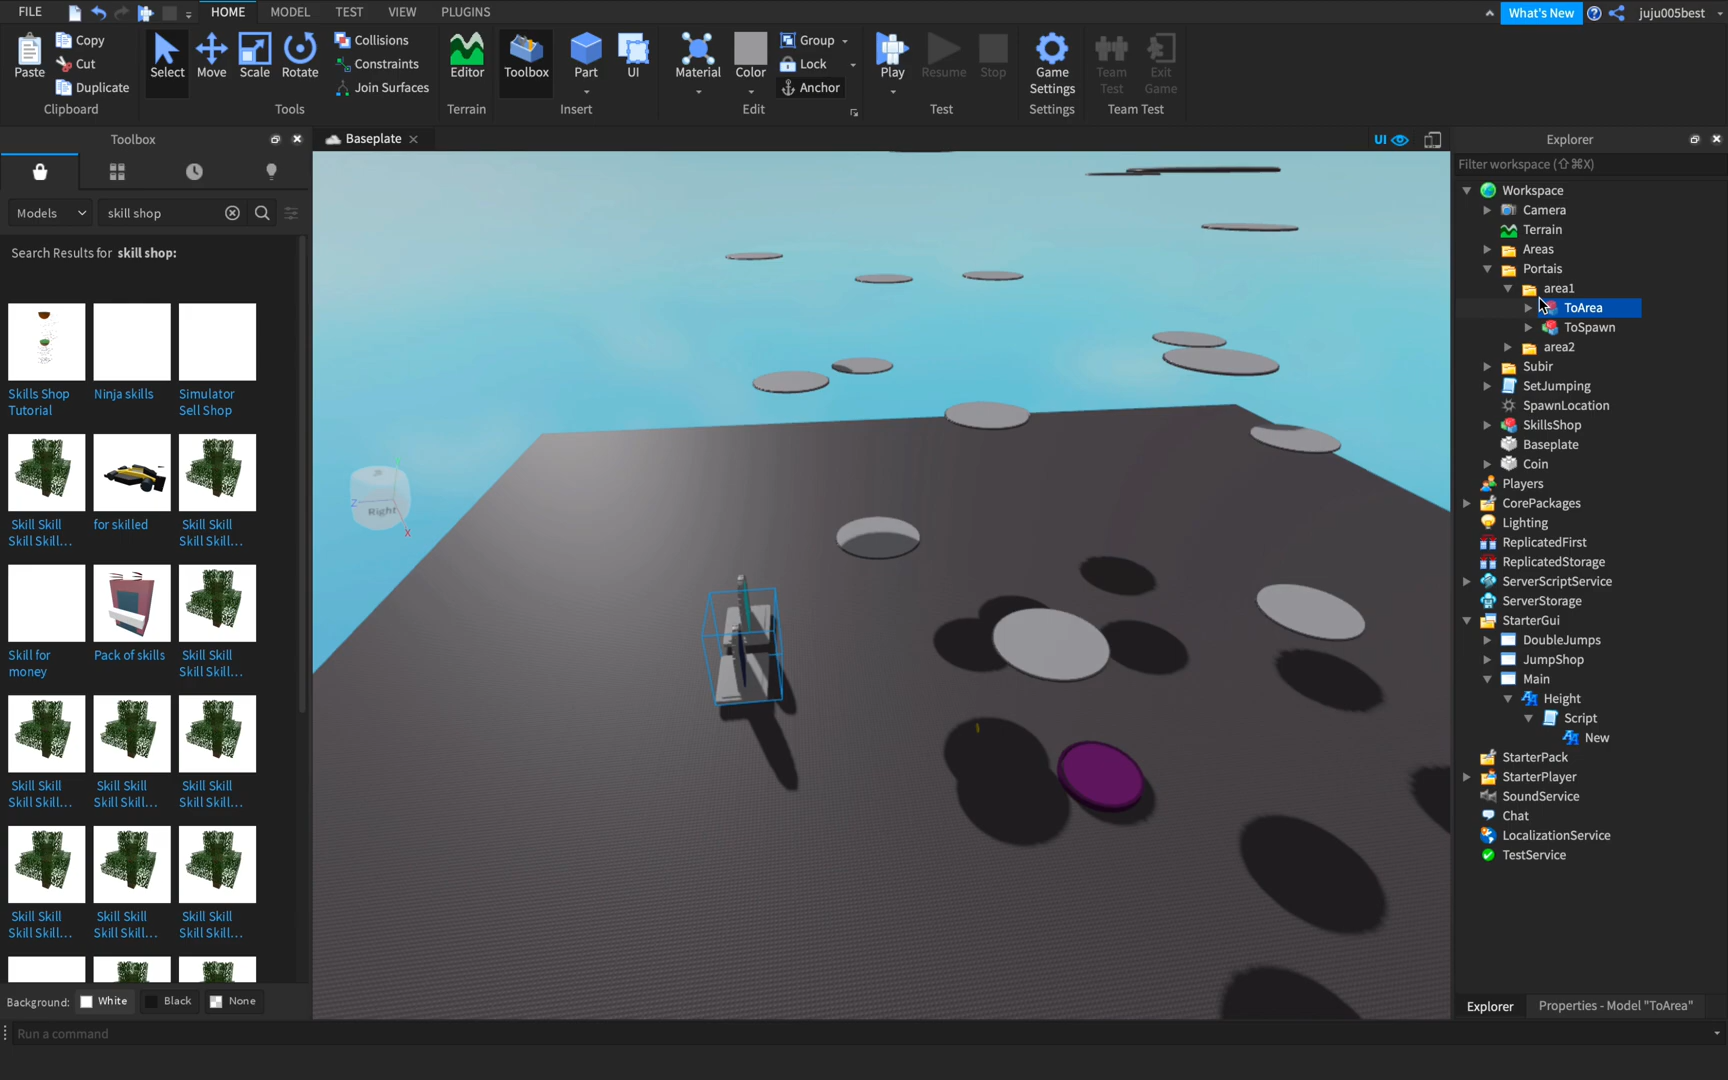 FILE HOME MODEL TEST VIEW PLUGINS What's New juju005best
Paste Copy Cut Duplicate Select Move Scale Rotate Collisions Constraints Join Surfaces Editor Toolbox Part UI Material Color Group Lock Anchor Play Resume Stop Game Settings Team Test Exit Game
Clipboard Tools Terrain Insert Edit Test Settings Team Test
Toolbox
Baseplate
UI
Explorer
Models skill shop
Search Results for skill shop:
Skills Shop Tutorial
Ninja skills
Simulator Sell Shop
Skill Skill Skill Skill...
for skilled
Skill Skill Skill Skill...
Skill for money
Pack of skills
Skill Skill Skill Skill...
Skill Skill Skill Skill...
Skill Skill Skill Skill...
Skill Skill Skill Skill...
Skill Skill Skill Skill...
Skill Skill Skill Skill...
Skill Skill Skill Skill...
Background: White Black None
Z Right X
Filter workspace (⇧⌘X)
Workspace
Camera
Terrain
Areas
Portais
area1
ToArea
ToSpawn
area2
Subir
SetJumping
SpawnLocation
SkillsShop
Baseplate
Coin
Players
CorePackages
Lighting
ReplicatedFirst
ReplicatedStorage
ServerScriptService
ServerStorage
StarterGui
DoubleJumps
JumpShop
Main
Height
Script
New
StarterPack
StarterPlayer
SoundService
Chat
LocalizationService
TestService
Explorer Properties - Model "ToArea"
Run a command